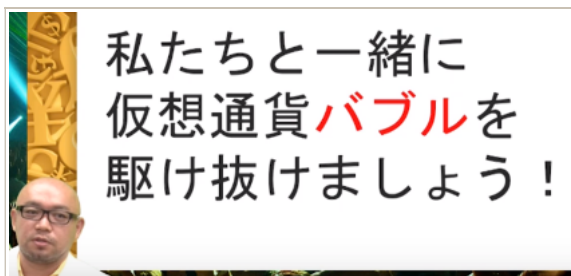 私たちと一緒に
仮想通貨バブルを
駆け抜けましょう！